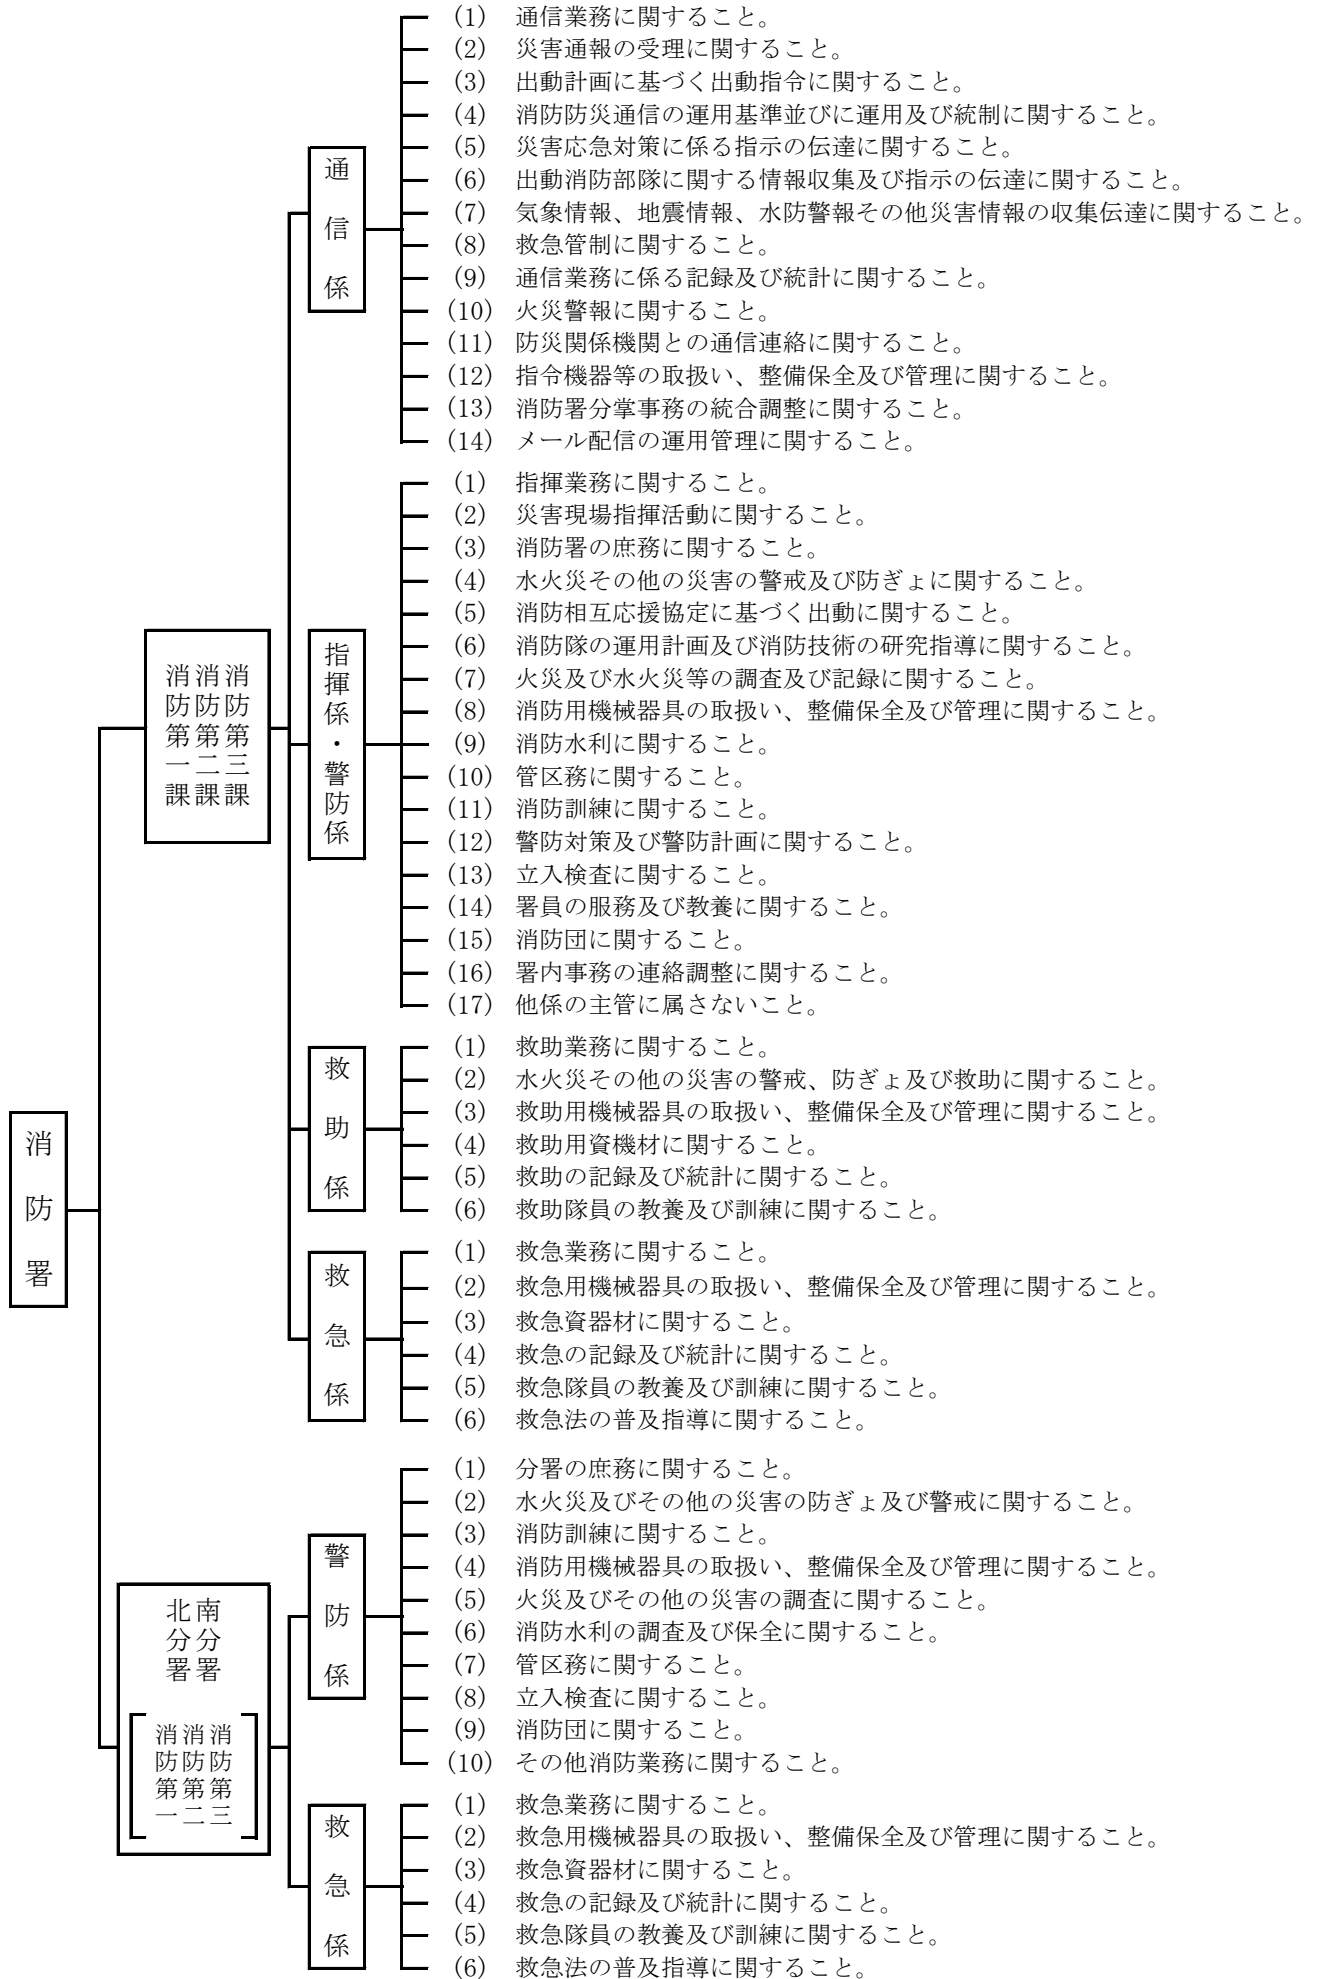 消防署
消防第一課
消防第二課
消防第三課
通信係
(1) 通信業務に関すること。
(2) 災害通報の受理に関すること。
(3) 出動計画に基づく出動指令に関すること。
(4) 消防防災通信の運用基準並びに運用及び統制に関すること。
(5) 災害応急対策に係る指示の伝達に関すること。
(6) 出動消防部隊に関する情報収集及び指示の伝達に関すること。
(7) 気象情報、地震情報、水防警報その他災害情報の収集伝達に関すること。
(8) 救急管制に関すること。
(9) 通信業務に係る記録及び統計に関すること。
(10) 火災警報に関すること。
(11) 防災関係機関との通信連絡に関すること。
(12) 指令機器等の取扱い、整備保全及び管理に関すること。
(13) 消防署分掌事務の統合調整に関すること。
(14) メール配信の運用管理に関すること。
指揮係・警防係
(1) 指揮業務に関すること。
(2) 災害現場指揮活動に関すること。
(3) 消防署の庶務に関すること。
(4) 水火災その他の災害の警戒及び防ぎょに関すること。
(5) 消防相互応援協定に基づく出動に関すること。
(6) 消防隊の運用計画及び消防技術の研究指導に関すること。
(7) 火災及び水火災等の調査及び記録に関すること。
(8) 消防用機械器具の取扱い、整備保全及び管理に関すること。
(9) 消防水利に関すること。
(10) 管区務に関すること。
(11) 消防訓練に関すること。
(12) 警防対策及び警防計画に関すること。
(13) 立入検査に関すること。
(14) 署員の服務及び教養に関すること。
(15) 消防団に関すること。
(16) 署内事務の連絡調整に関すること。
(17) 他係の主管に属さないこと。
救助係
(1) 救助業務に関すること。
(2) 水火災その他の災害の警戒、防ぎょ及び救助に関すること。
(3) 救助用機械器具の取扱い、整備保全及び管理に関すること。
(4) 救助用資機材に関すること。
(5) 救助の記録及び統計に関すること。
(6) 救助隊員の教養及び訓練に関すること。
救急係
(1) 救急業務に関すること。
(2) 救急用機械器具の取扱い、整備保全及び管理に関すること。
(3) 救急資器材に関すること。
(4) 救急の記録及び統計に関すること。
(5) 救急隊員の教養及び訓練に関すること。
(6) 救急法の普及指導に関すること。
北分署
南分署
消防第一
消防第二
消防第三
警防係
(1) 分署の庶務に関すること。
(2) 水火災及びその他の災害の防ぎょ及び警戒に関すること。
(3) 消防訓練に関すること。
(4) 消防用機械器具の取扱い、整備保全及び管理に関すること。
(5) 火災及びその他の災害の調査に関すること。
(6) 消防水利の調査及び保全に関すること。
(7) 管区務に関すること。
(8) 立入検査に関すること。
(9) 消防団に関すること。
(10) その他消防業務に関すること。
救急係
(1) 救急業務に関すること。
(2) 救急用機械器具の取扱い、整備保全及び管理に関すること。
(3) 救急資器材に関すること。
(4) 救急の記録及び統計に関すること。
(5) 救急隊員の教養及び訓練に関すること。
(6) 救急法の普及指導に関すること。